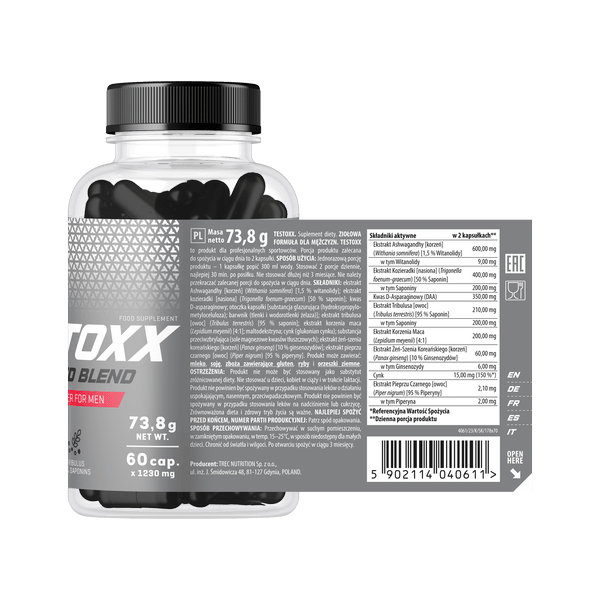 FOOD SUPPLEMENT
TOXX
D BLEND
ER FOR MEN
73,8g
NET WT.
60 cap.
x 1230 mg
PL Masa netto 73,8 g
TESTOXX. Suplement diety. ZIOŁOWA
FORMUŁA DLA MĘŻCZYZN. TESTOXX
to produkt dla profesjonalnych sportowców. Porcja produktu zalecana
do spożycia w ciągu dnia to 2 kapsułki. SPOSÓB UŻYCIA: Jednorazową porcję
produktu – 1 kapsułkę popić 300 ml wody. Stosować 2 porcje dziennie,
najlepiej 30 min. po posiłku. Nie stosować dłużej niż 3 miesiące. Nie należy
przekraczać zalecanej porcji do spożycia w ciągu dnia. SKŁADNIKI: ekstrakt
ashwagandhy [korzeń] (Withania somnifera) [1,5 % witanolidy], ekstrakt
kozieradki [nasiona] (Trigonella foenum-graecum) [50 % saponin]; kwas
D-asparaginowy; otoczka kapsułki (substancja zagęszczająca (hydroksypropylo-
metyloceluloza), barwnik (tlenki i wodorotlenki żelaza)); ekstrakt tribulusa
[owoc] (Tribulus terrestris) [95 % saponin], ekstrakt korzenia maca
(Lepidium meyenii) [4:1]; maltodekstryna; cynk (glukonian cynku), substancja
przeciwzbrylająca (sole magnezowe kwasów tłuszczowych); ekstrakt żeń-szenia
koreańskiego [korzeń] (Panax ginseng) [10 % ginsenozydów]; ekstrakt pieprzu
czarnego [owoc] (Piper nigrum) [95 % piperyny]. Produkt może zawierać
mleko, soję, zboża zawierające gluten, ryby i orzeszki ziemne.
OSTRZEŻENIA: Produkt nie może być stosowany jako substytut
zróżnicowanej diety. Nie stosować u dzieci, kobiet w ciąży i w trakcie laktacji.
Produkt nie powinien być spożywany w przypadku stosowania leków o działaniu
uspokajającym, nasennym, przeciwpadaczkowym. Produkt nie powinien być
spożywany w przypadku stosowania leków na nadciśnienie lub cukrzycę.
Zrównoważona dieta i zdrowy tryb życia są ważne. NAJLEPIEJ SPOŻYĆ
PRZED KOŃCEM, NUMER PARTII PRODUKCYJNEJ: Patrz spód opakowania.
SPOSÓB PRZECHOWYWANIA: Przechowywać w suchym pomieszczeniu,
w zamkniętym opakowaniu, w temp. 15–25°C, w sposób niedostępny dla małych
dzieci. Chronić od światła i wilgoci. Po otwarciu spożyć w ciągu 3 miesięcy.
Producent: TREC NUTRITION Sp. z o.o.,
ul. inż. J. Śmidowicza 48, 81-127 Gdynia, POLAND.
Składniki aktywne w 2 kapsułkach**
Ekstrakt Ashwagandhy [korzeń]
(Withania somnifera) [1,5 % Witanolidy] 600,00 mg
w tym Witanolidy 9,00 mg
Ekstrakt Kozieradki [nasiona] (Trigonella
foenum-graecum) [50 % Saponin] 400,00 mg
w tym Saponiny 200,00 mg
Kwas D-Asparaginowy (DAA) 350,00 mg
Ekstrakt Tribulusa [owoc]
(Tribulus terrestris) [95 % Saponin] 210,00 mg
w tym Saponiny 200,00 mg
Ekstrakt Korzenia Maca
(Lepidium meyenii) [4:1] 200,00 mg
Ekstrakt Żeń-Szenia Koreańskiego [korzeń]
(Panax ginseng) [10 % Ginsenozydów] 60,00 mg
w tym Ginsenozydy 6,00 mg
Cynk 15,00 mg (150 %*)
Ekstrakt Pieprzu Czarnego [owoc]
(Piper nigrum) [95 % Piperyny] 2,10 mg
w tym Piperyna 2,00 mg
*Referencyjna Wartość Spożycia
**Dzienna porcja produktu
5 902114 040611 >
EAC
EN
DE
FR
ES
IT
OPEN
HERE